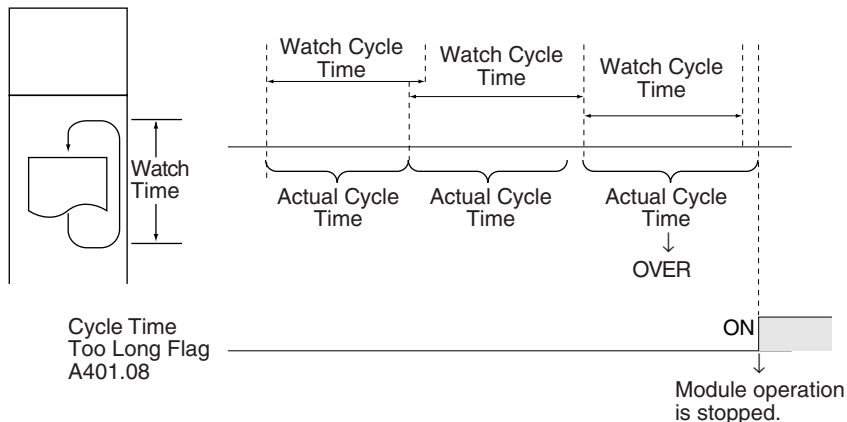 Watch Cycle
Time
Watch Cycle
Time
Watch Cycle
Time
Watch
Time
Actual Cycle
Time
Actual Cycle
Time
Actual Cycle
Time
OVER
Cycle Time
Too Long Flag
A401.08
ON
Module operation
is stopped.